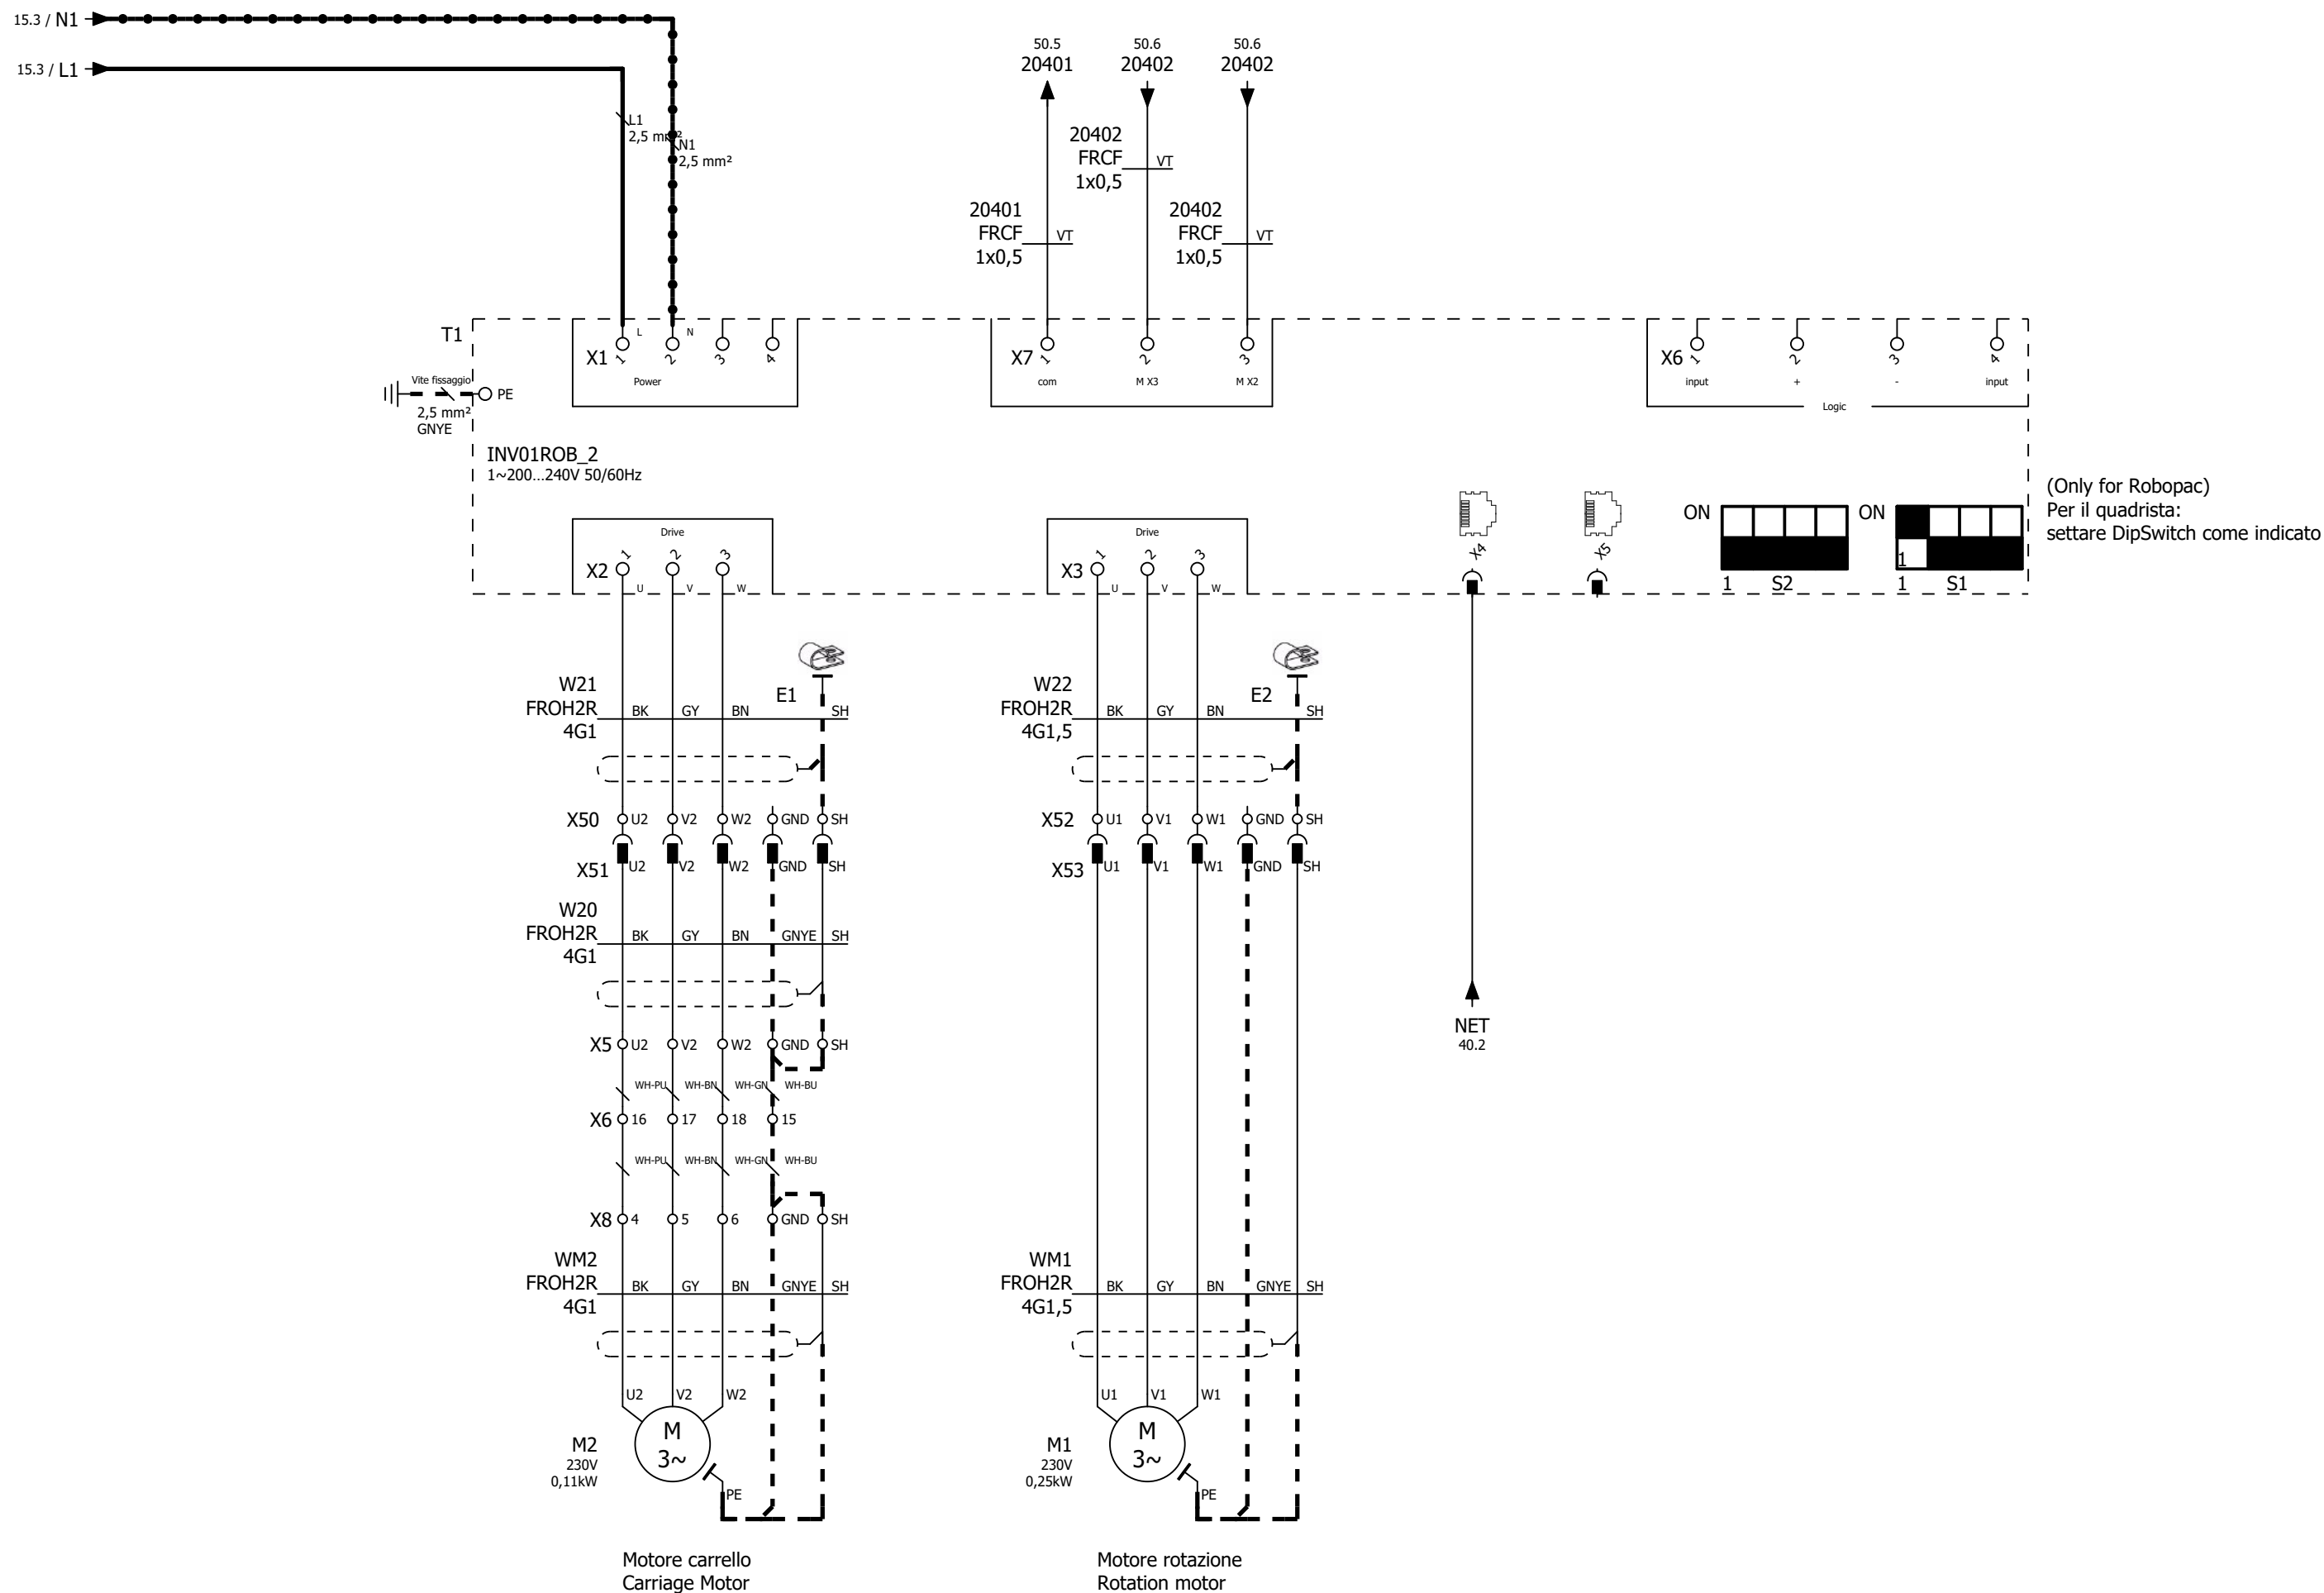 15.3 / N1
15.3 / L1
L1
2,5 mm²
N1
2,5 mm²
50.5
20401
50.6
20402
50.6
20402
20402
FRCF
1x0,5
VT
20401
FRCF
1x0,5
VT
20402
FRCF
1x0,5
VT
T1
X1
L
N
1
2
3
4
Power
X7
1
2
3
com
M X3
M X2
X6
1
2
3
4
input
+
-
input
Logic
Vite fissaggio
PE
2,5 mm²
GNYE
INV01ROB_2
1~200...240V 50/60Hz
Drive
X2
1
2
3
U
V
W
Drive
X3
1
2
3
U
V
W
X4
X5
ON
1
S2
ON
1
1
S1
(Only for Robopac)
Per il quadrista:
settare DipSwitch come indicato
W21
FROH2R
4G1
BK
GY
BN
E1
SH
W22
FROH2R
4G1,5
BK
GY
BN
E2
SH
X50
U2
V2
W2
GND
SH
X52
U1
V1
W1
GND
SH
X51
U2
V2
W2
GND
SH
X53
U1
V1
W1
GND
SH
W20
FROH2R
4G1
BK
GY
BN
GNYE
SH
NET
40.2
X5
U2
V2
W2
GND
SH
WH-PU
WH-BN
WH-GN
WH-BU
X6
16
17
18
15
WH-PU
WH-BN
WH-GN
WH-BU
X8
4
5
6
GND
SH
WM2
FROH2R
4G1
BK
GY
BN
GNYE
SH
WM1
FROH2R
4G1,5
BK
GY
BN
GNYE
SH
U2
V2
W2
U1
V1
W1
M
3~
M2
230V
0,11kW
PE
M
3~
M1
230V
0,25kW
PE
Motore carrello
Carriage Motor
Motore rotazione
Rotation motor